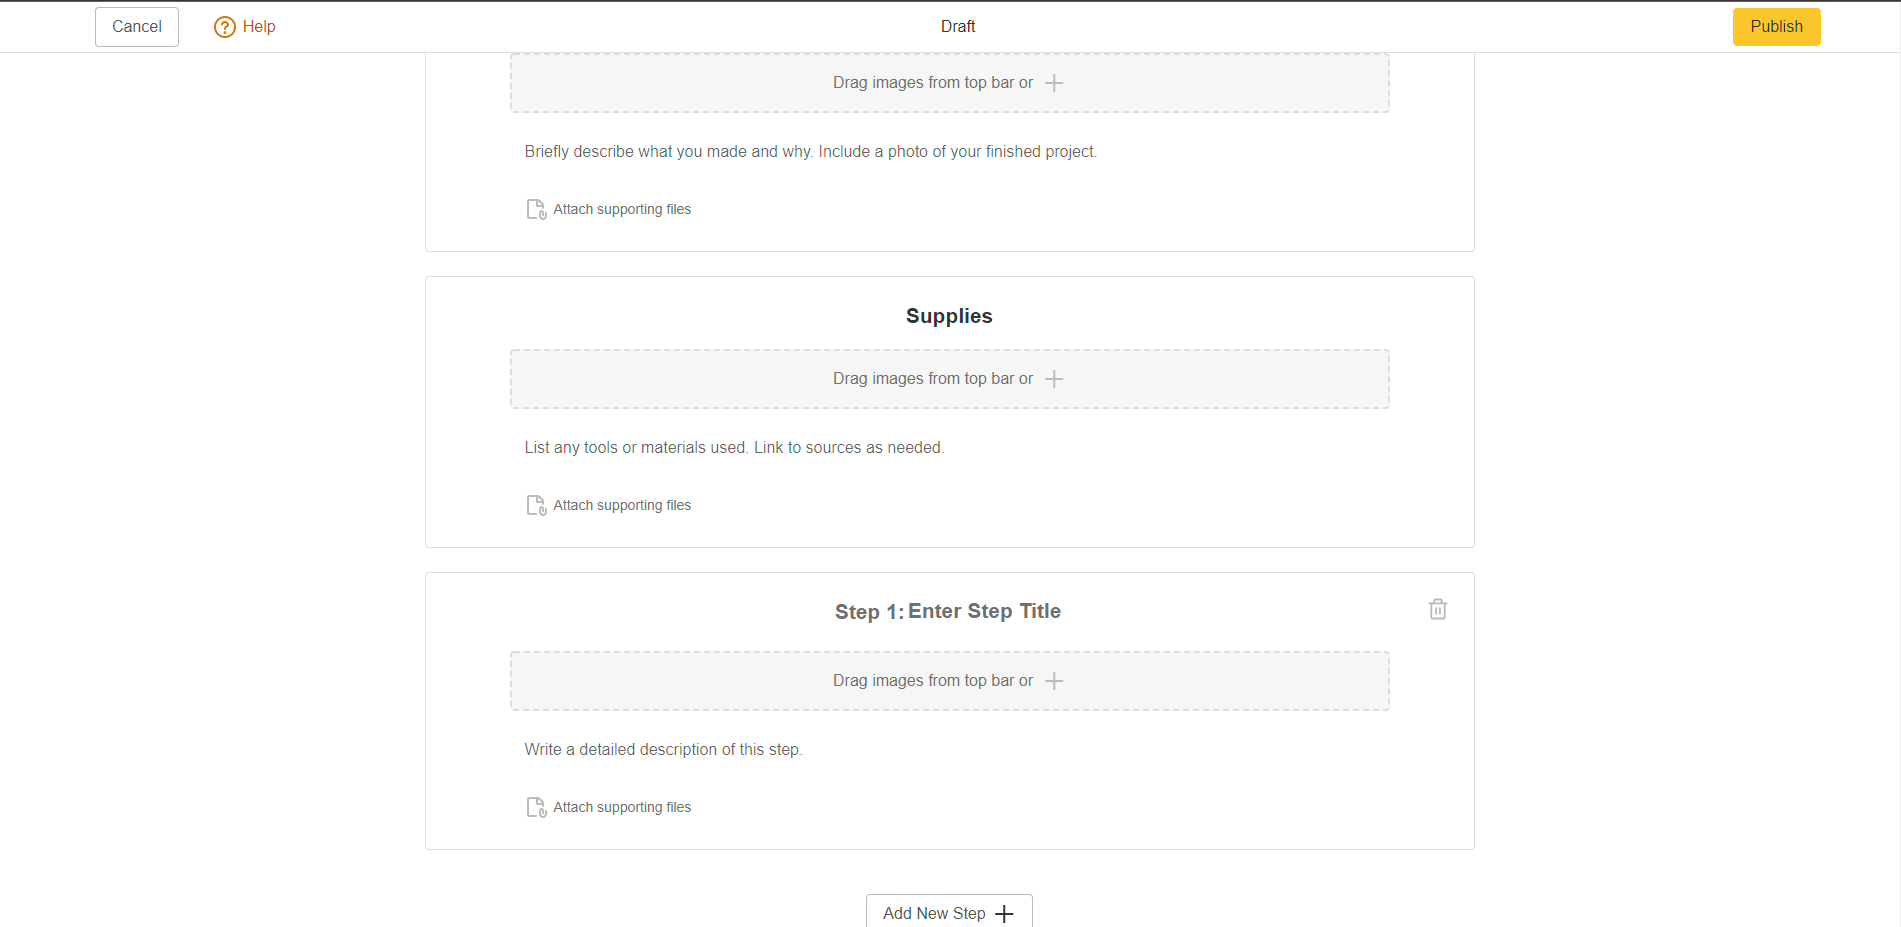 Cancel
Help
Draft
Publish
Drag images from top bar or
Briefly describe what you made and why. Include a photo of your finished project.
Attach supporting files
Supplies
Drag images from top bar or
List any tools or materials used. Link to sources as needed.
Attach supporting files
Step 1: Enter Step Title
Drag images from top bar or
Write a detailed description of this step.
Attach supporting files
Add New Step